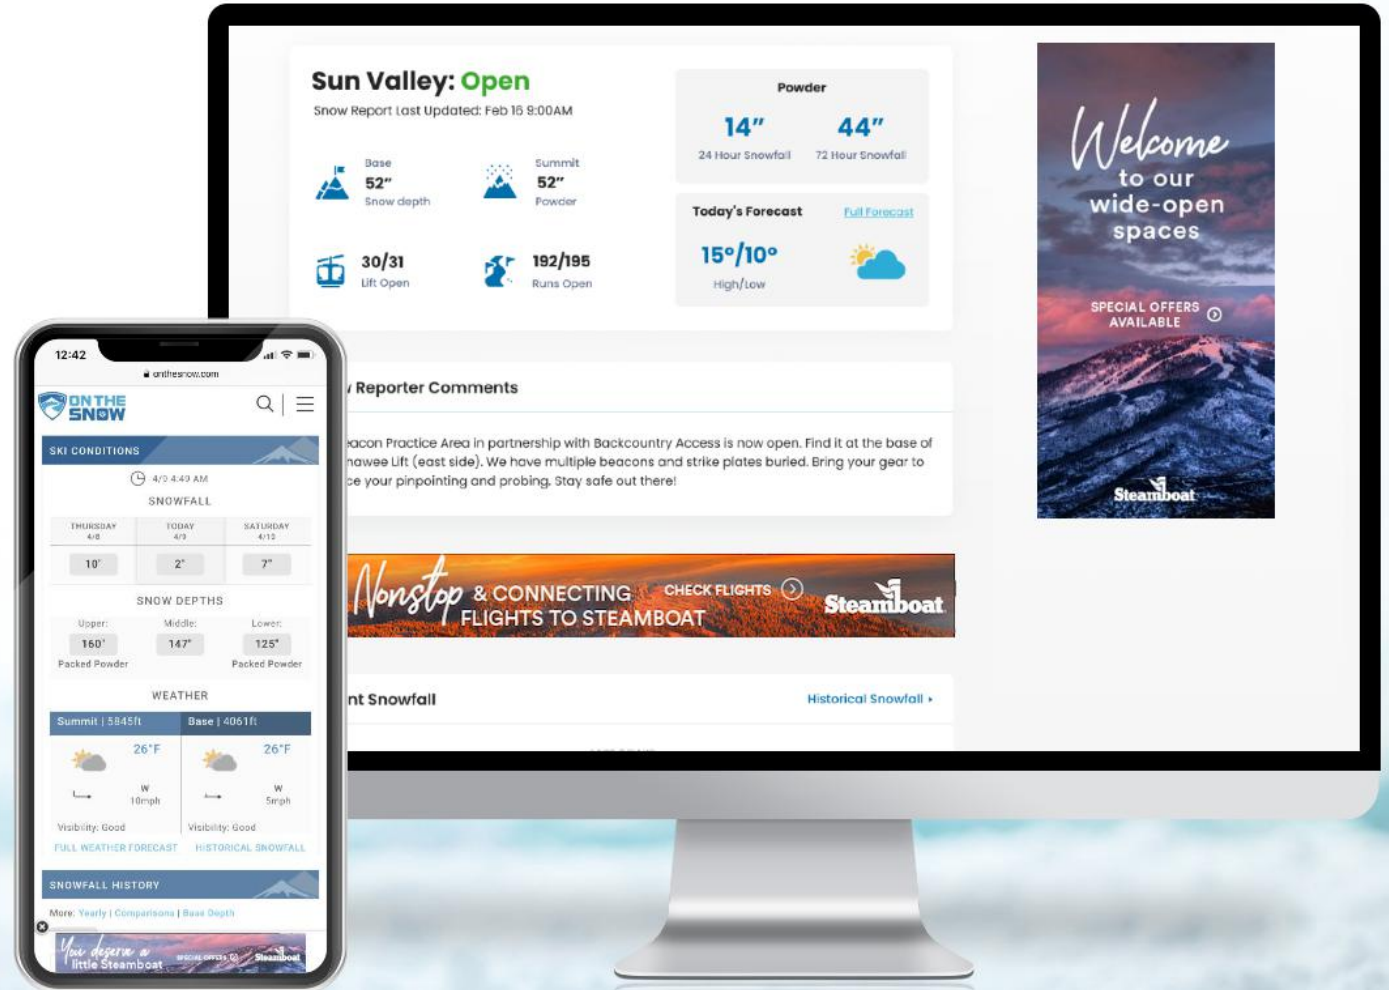 Sun Valley: Open
Snow Report Last Updated: Feb 16 9:00AM
Base
52"
Snow depth
Summit
52"
Powder
30/31
Lift Open
192/195
Runs Open
Powder
14"
24 Hour Snowfall
44"
72 Hour Snowfall
Today's Forecast
Full Forecast
15°/10°
High/Low
Welcome
to our
wide-open
spaces
SPECIAL OFFERS
AVAILABLE
Steamboat
Reporter Comments
Practice Area in partnership with Backcountry Access is now open. Find it at the base of
Lift (east side). We have multiple beacons and strike plates buried. Bring your gear to
your pinpointing and probing. Stay safe out there!
Nonstop & CONNECTING
FLIGHTS TO STEAMBOAT
CHECK FLIGHTS
Steamboat
Snowfall
Historical Snowfall
12:42
onthesnow.com
ON THE
SNOW
SKI CONDITIONS
4/9 4:49 AM
SNOWFALL
THURSDAY
4/8
TODAY
4/9
SATURDAY
4/10
10"
2"
7"
SNOW DEPTHS
Upper:
Middle:
Lower:
160"
147"
125"
Packed Powder
Packed Powder
WEATHER
Summit | 5845ft
Base | 4061ft
26°F
26°F
W
10mph
W
5mph
Visibility: Good
Visibility: Good
FULL WEATHER FORECAST
HISTORICAL SNOWFALL
SNOWFALL HISTORY
More: Yearly | Comparisons | Base Depth
You deserve a
little Steamboat
SPECIAL OFFERS
Steamboat